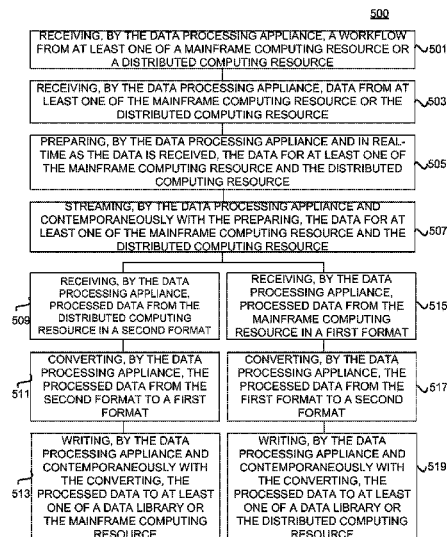 500
RECEIVING, BY THE DATA PROCESSING APPLIANCE, A WORKFLOW
FROM AT LEAST ONE OF A MAINFRAME COMPUTING RESOURCE OR
A DISTRIBUTED COMPUTING RESOURCE
501
RECEIVING, BY THE DATA PROCESSING APPLIANCE, DATA FROM AT
LEAST ONE OF THE MAINFRAME COMPUTING RESOURCE OR THE
DISTRIBUTED COMPUTING RESOURCE
503
PREPARING, BY THE DATA PROCESSING APPLIANCE AND IN REAL-
TIME AS THE DATA IS RECEIVED, THE DATA FOR AT LEAST ONE OF
THE MAINFRAME COMPUTING RESOURCE AND THE DISTRIBUTED
COMPUTING RESOURCE
505
STREAMING, BY THE DATA PROCESSING APPLIANCE AND
CONTEMPORANEOUSLY WITH THE PREPARING, THE DATA FOR AT
LEAST ONE OF THE MAINFRAME COMPUTING RESOURCE AND THE
DISTRIBUTED COMPUTING RESOURCE
507
RECEIVING, BY THE DATA
PROCESSING APPLIANCE,
PROCESSED DATA FROM THE
DISTRIBUTED COMPUTING
RESOURCE IN A SECOND FORMAT
509
RECEIVING, BY THE DATA
PROCESSING APPLIANCE,
PROCESSED DATA FROM THE
MAINFRAME COMPUTING
RESOURCE IN A FIRST FORMAT
515
CONVERTING, BY THE DATA
PROCESSING APPLIANCE, THE
PROCESSED DATA FROM THE
SECOND FORMAT TO A FIRST
FORMAT
511
CONVERTING, BY THE DATA
PROCESSING APPLIANCE, THE
PROCESSED DATA FROM THE
FIRST FORMAT TO A SECOND
FORMAT
517
WRITING, BY THE DATA
PROCESSING APPLIANCE AND
CONTEMPORANEOUSLY WITH
THE CONVERTING, THE
PROCESSED DATA TO AT LEAST
ONE OF A DATA LIBRARY OR
THE MAINFRAME COMPUTING
RESOURCE
513
WRITING, BY THE DATA
PROCESSING APPLIANCE AND
CONTEMPORANEOUSLY WITH
THE CONVERTING, THE
PROCESSED DATA TO AT LEAST
ONE OF A DATA LIBRARY OR
THE DISTRIBUTED COMPUTING
RESOURCE
519